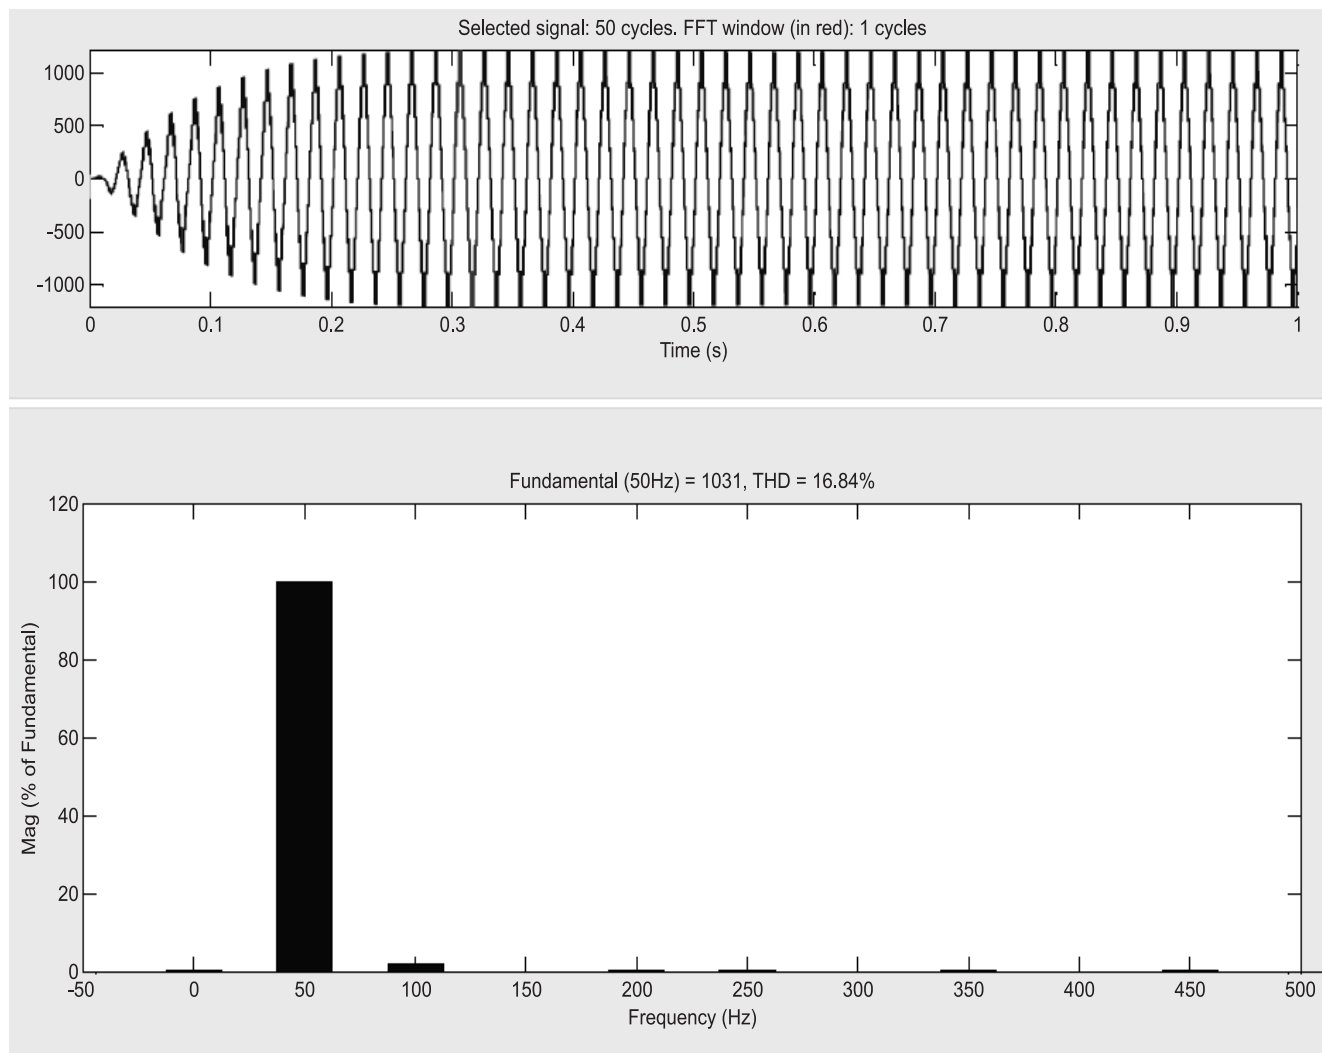 Selected signal: 50 cycles. FFT window (in red): 1 cycles
1000
500
0
-500
-1000
0 0.1 0.2 0.3 0.4 0.5 0.6 0.7 0.8 0.9 1
Time (s)
Fundamental (50Hz) = 1031, THD = 16.84%
120
100
80
60
40
20
0
Mag (% of Fundamental)
-50 0 50 100 150 200 250 300 350 400 450 500
Frequency (Hz)